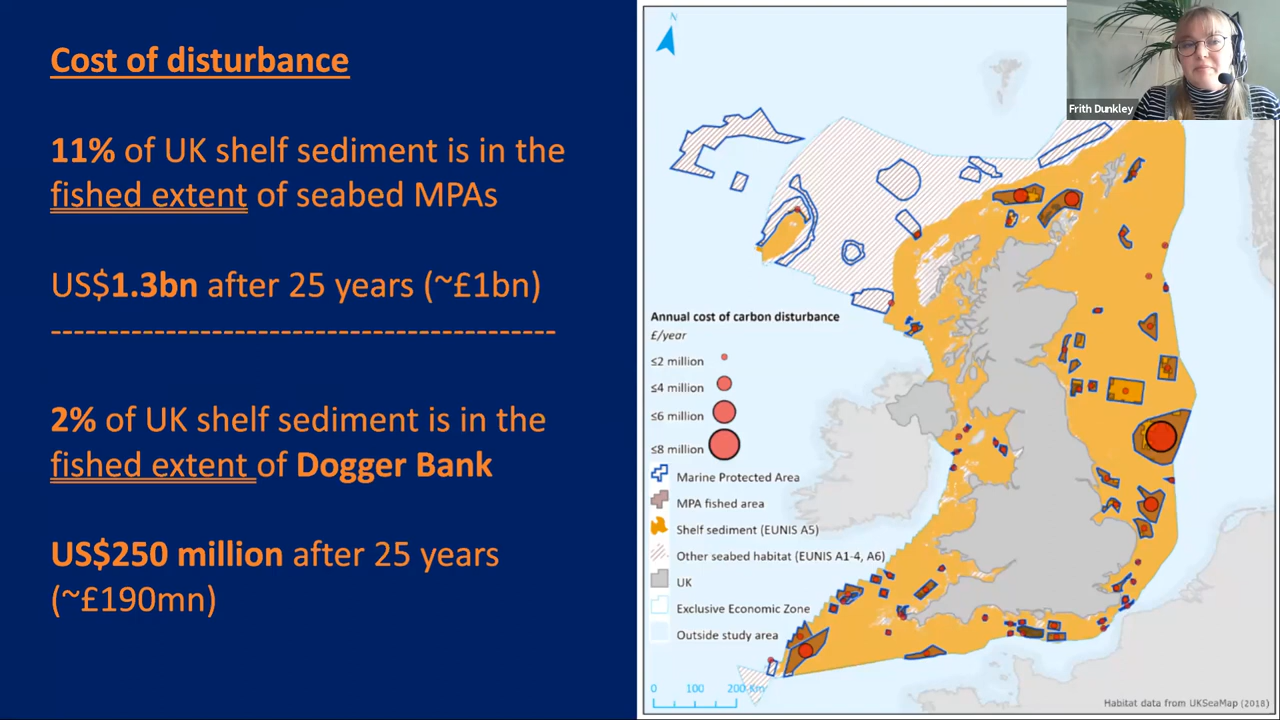 Cost of disturbance
11% of UK shelf sediment is in the
fished extent of seabed MPAs
US$1.3bn after 25 years (~£1bn)
--------------------------------------------
2% of UK shelf sediment is in the
fished extent of Dogger Bank
US$250 million after 25 years
(~£190mn)
N
Frith Dunkley
Annual cost of carbon disturbance
£/year
≤2 million
≤4 million
≤6 million
≤8 million
Marine Protected Area
MPA fished area
Shelf sediment (EUNIS A5)
Other seabed habitat (EUNIS A1-4, A6)
UK
Exclusive Economic Zone
Outside study area
0 100 200 Km
Habitat data from UKSeaMap (2018)